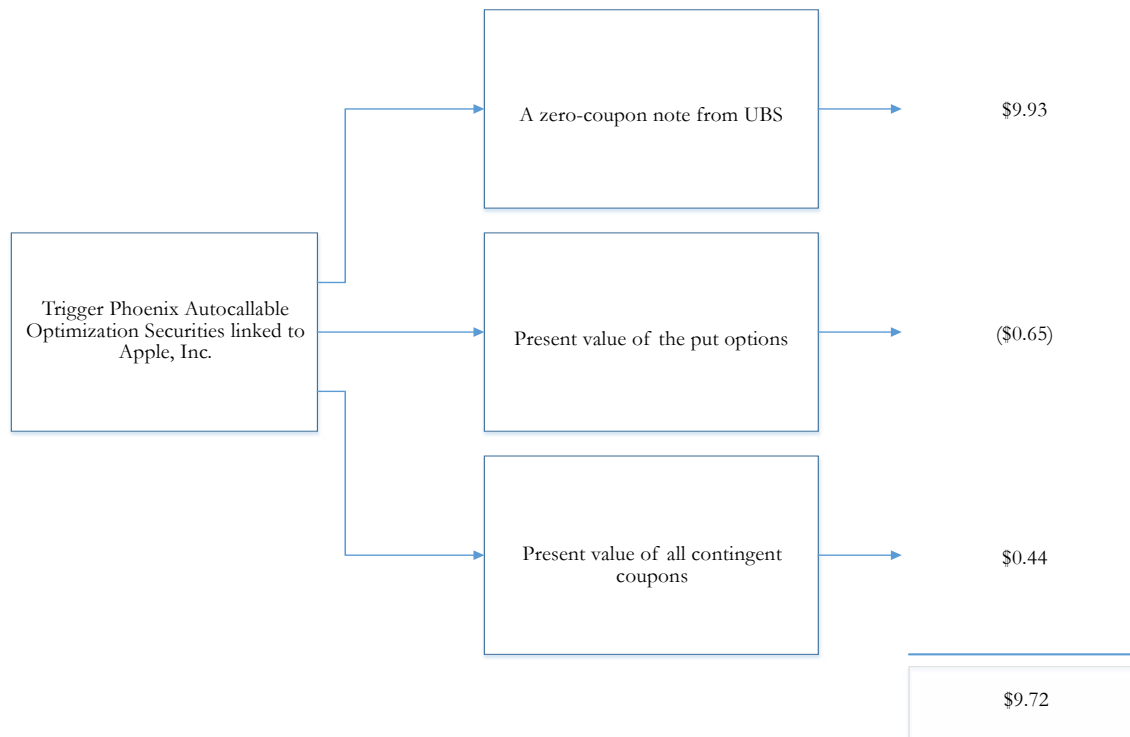 A zero-coupon note from UBS
$9.93
Trigger Phoenix Autocallable
Optimization Securities linked to
Apple, Inc.
Present value of the put options
($0.65)
Present value of all contingent
coupons
$0.44
$9.72